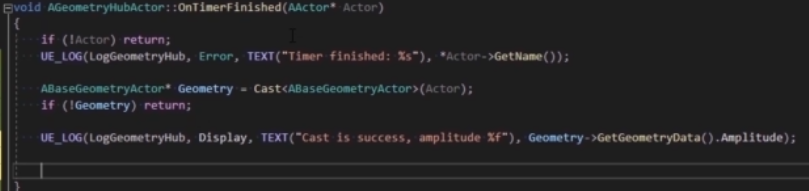 void AGeometryHubActor::OnTimerFinished(AActor* Actor)
{
if (!Actor) return;
UE_LOG(LogGeometryHub, Error, TEXT("Timer finished: %s"), *Actor->GetName());
ABaseGeometryActor* Geometry = Cast<ABaseGeometryActor>(Actor);
if (!Geometry) return;
UE_LOG(LogGeometryHub, Display, TEXT("Cast is success, amplitude %f"), Geometry->GetGeometryData().Amplitude);
}